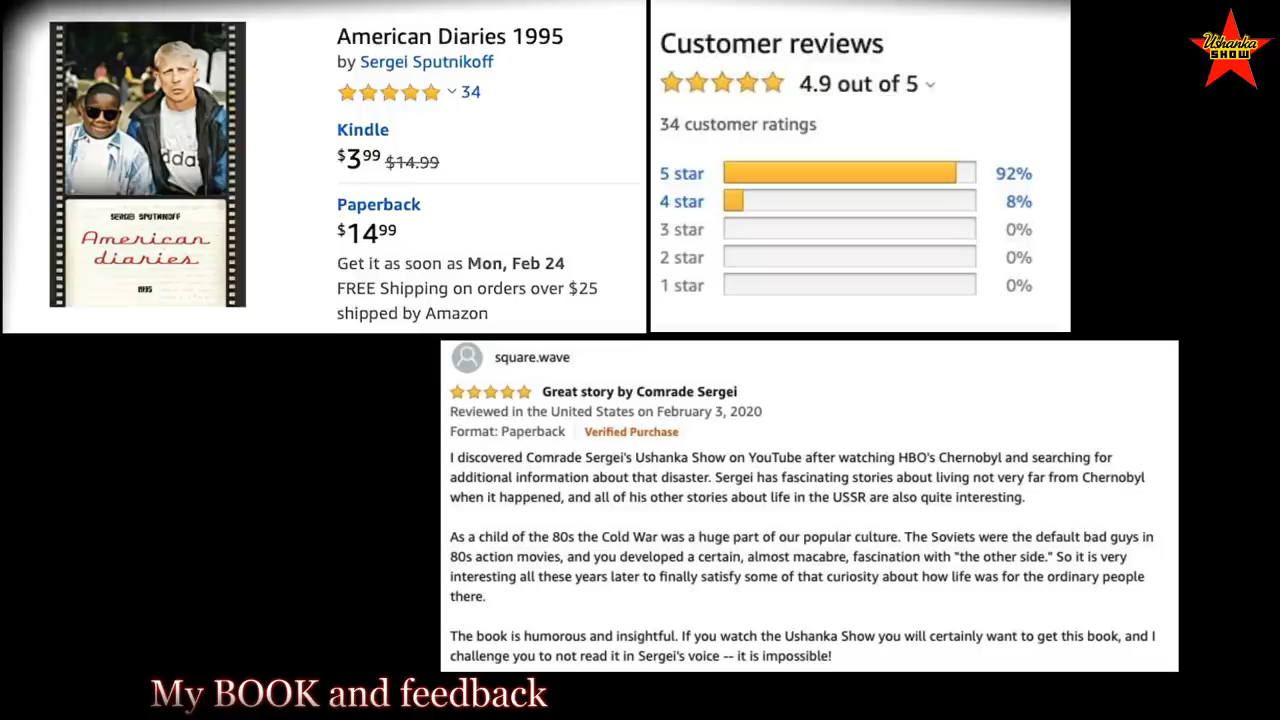 American Diaries 1995
by Sergei Sputnikoff
34
Kindle
$3.99 $14.99
Paperback
$14.99
Get it as soon as Mon, Feb 24
FREE Shipping on orders over $25
shipped by Amazon
adidas
SERGEI SPUTNIKOFF
American
diaries
1995
Customer reviews
4.9 out of 5
34 customer ratings
5 star 92%
4 star 8%
3 star 0%
2 star 0%
1 star 0%
Ushanka
SHOW
square.wave
Great story by Comrade Sergei
Reviewed in the United States on February 3, 2020
Format: Paperback Verified Purchase
I discovered Comrade Sergei's Ushanka Show on YouTube after watching HBO's Chernobyl and searching for
additional information about that disaster. Sergei has fascinating stories about living not very far from Chernobyl
when it happened, and all of his other stories about life in the USSR are also quite interesting.
As a child of the 80s the Cold War was a huge part of our popular culture. The Soviets were the default bad guys in
80s action movies, and you developed a certain, almost macabre, fascination with "the other side." So it is very
interesting all these years later to finally satisfy some of that curiosity about how life was for the ordinary people
there.
The book is humorous and insightful. If you watch the Ushanka Show you will certainly want to get this book, and I
challenge you to not read it in Sergei's voice -- it is impossible!
My BOOK and feedback